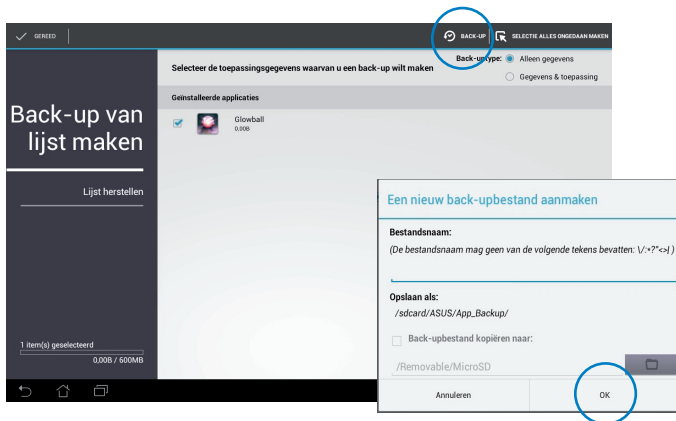 GEREED
BACK-UP
SELECTIE ALLES ONGEDAAN MAKEN
Back-up van
lijst maken
Lijst herstellen
1 item(s) geselecteerd
0,00B / 600MB
Selecteer de toepassingsgegevens waarvan u een back-up wilt maken
Back-uptype:
Alleen gegevens
Gegevens & toepassing
Geïnstalleerde applicaties
Glowball
0,00B
Een nieuw back-upbestand aanmaken
Bestandsnaam:
(De bestandsnaam mag geen van de volgende tekens bevatten: \/:*?"<>| )
Opslaan als:
/sdcard/ASUS/App_Backup/
Back-upbestand kopiëren naar:
/Removable/MicroSD
Annuleren
OK